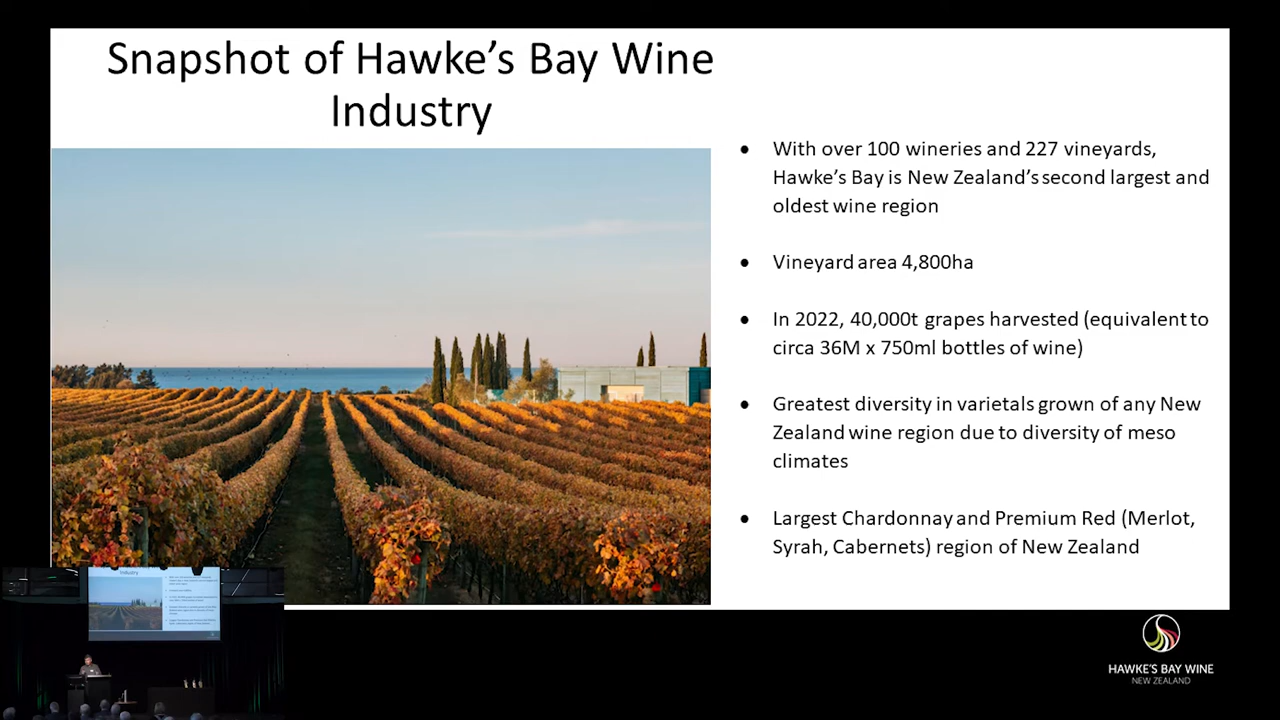 Snapshot of Hawke's Bay Wine
Industry
• With over 100 wineries and 227 vineyards,
Hawke's Bay is New Zealand's second largest and
oldest wine region
• Vineyard area 4,800ha
• In 2022, 40,000t grapes harvested (equivalent to
circa 36M x 750ml bottles of wine)
• Greatest diversity in varietals grown of any New
Zealand wine region due to diversity of meso
climates
• Largest Chardonnay and Premium Red (Merlot,
Syrah, Cabernets) region of New Zealand
HAWKE'S BAY WINE
NEW ZEALAND
Industry